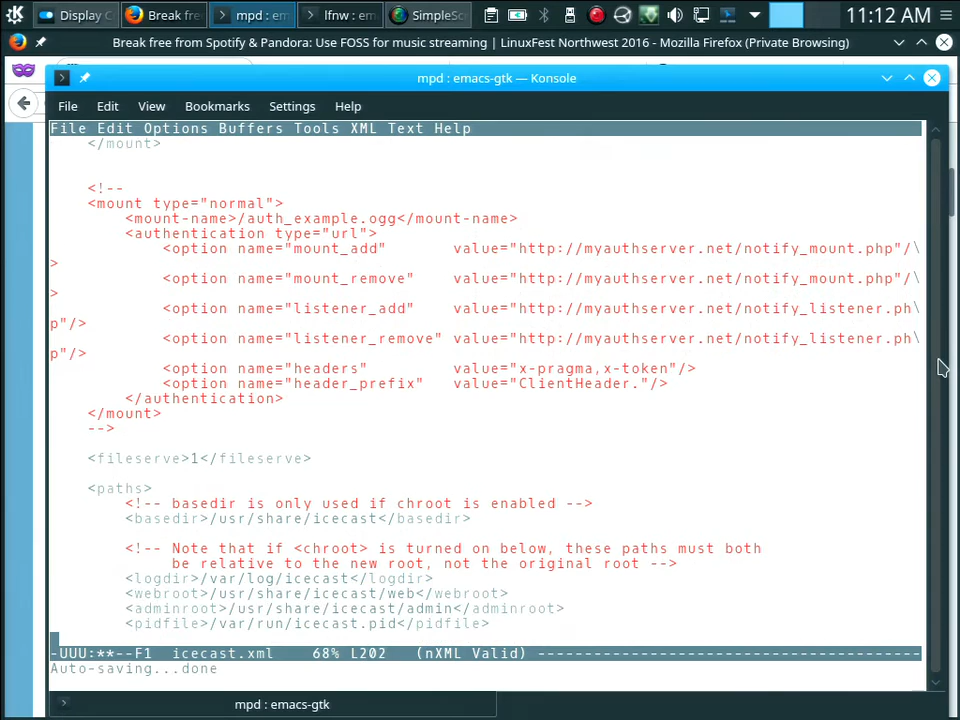 Display C
Break fre
mpd : em
lfnw : em
SimpleSc
11:12 AM
Break free from Spotify & Pandora: Use FOSS for music streaming | LinuxFest Northwest 2016 - Mozilla Firefox (Private Browsing)
mpd : emacs-gtk — Konsole
File Edit View Bookmarks Settings Help
File Edit Options Buffers Tools XML Text Help
</mount>
<!--
<mount type="normal">
<mount-name>/auth_example.ogg</mount-name>
<authentication type="url">
<option name="mount_add" value="http://myauthserver.net/notify_mount.php"/\
>
<option name="mount_remove" value="http://myauthserver.net/notify_mount.php"/\
>
<option name="listener_add" value="http://myauthserver.net/notify_listener.ph\
p"/>
<option name="listener_remove" value="http://myauthserver.net/notify_listener.ph\
p"/>
<option name="headers" value="x-pragma,x-token"/>
<option name="header_prefix" value="ClientHeader."/>
</authentication>
</mount>
-->
<fileserve>1</fileserve>
<paths>
<!-- basedir is only used if chroot is enabled -->
<basedir>/usr/share/icecast</basedir>
<!-- Note that if <chroot> is turned on below, these paths must both
be relative to the new root, not the original root -->
<logdir>/var/log/icecast</logdir>
<webroot>/usr/share/icecast/web</webroot>
<adminroot>/usr/share/icecast/admin</adminroot>
<pidfile>/var/run/icecast.pid</pidfile>
-UUU:**--F1 icecast.xml 68% L202 (nXML Valid) -----------------------------------------
Auto-saving...done
mpd : emacs-gtk